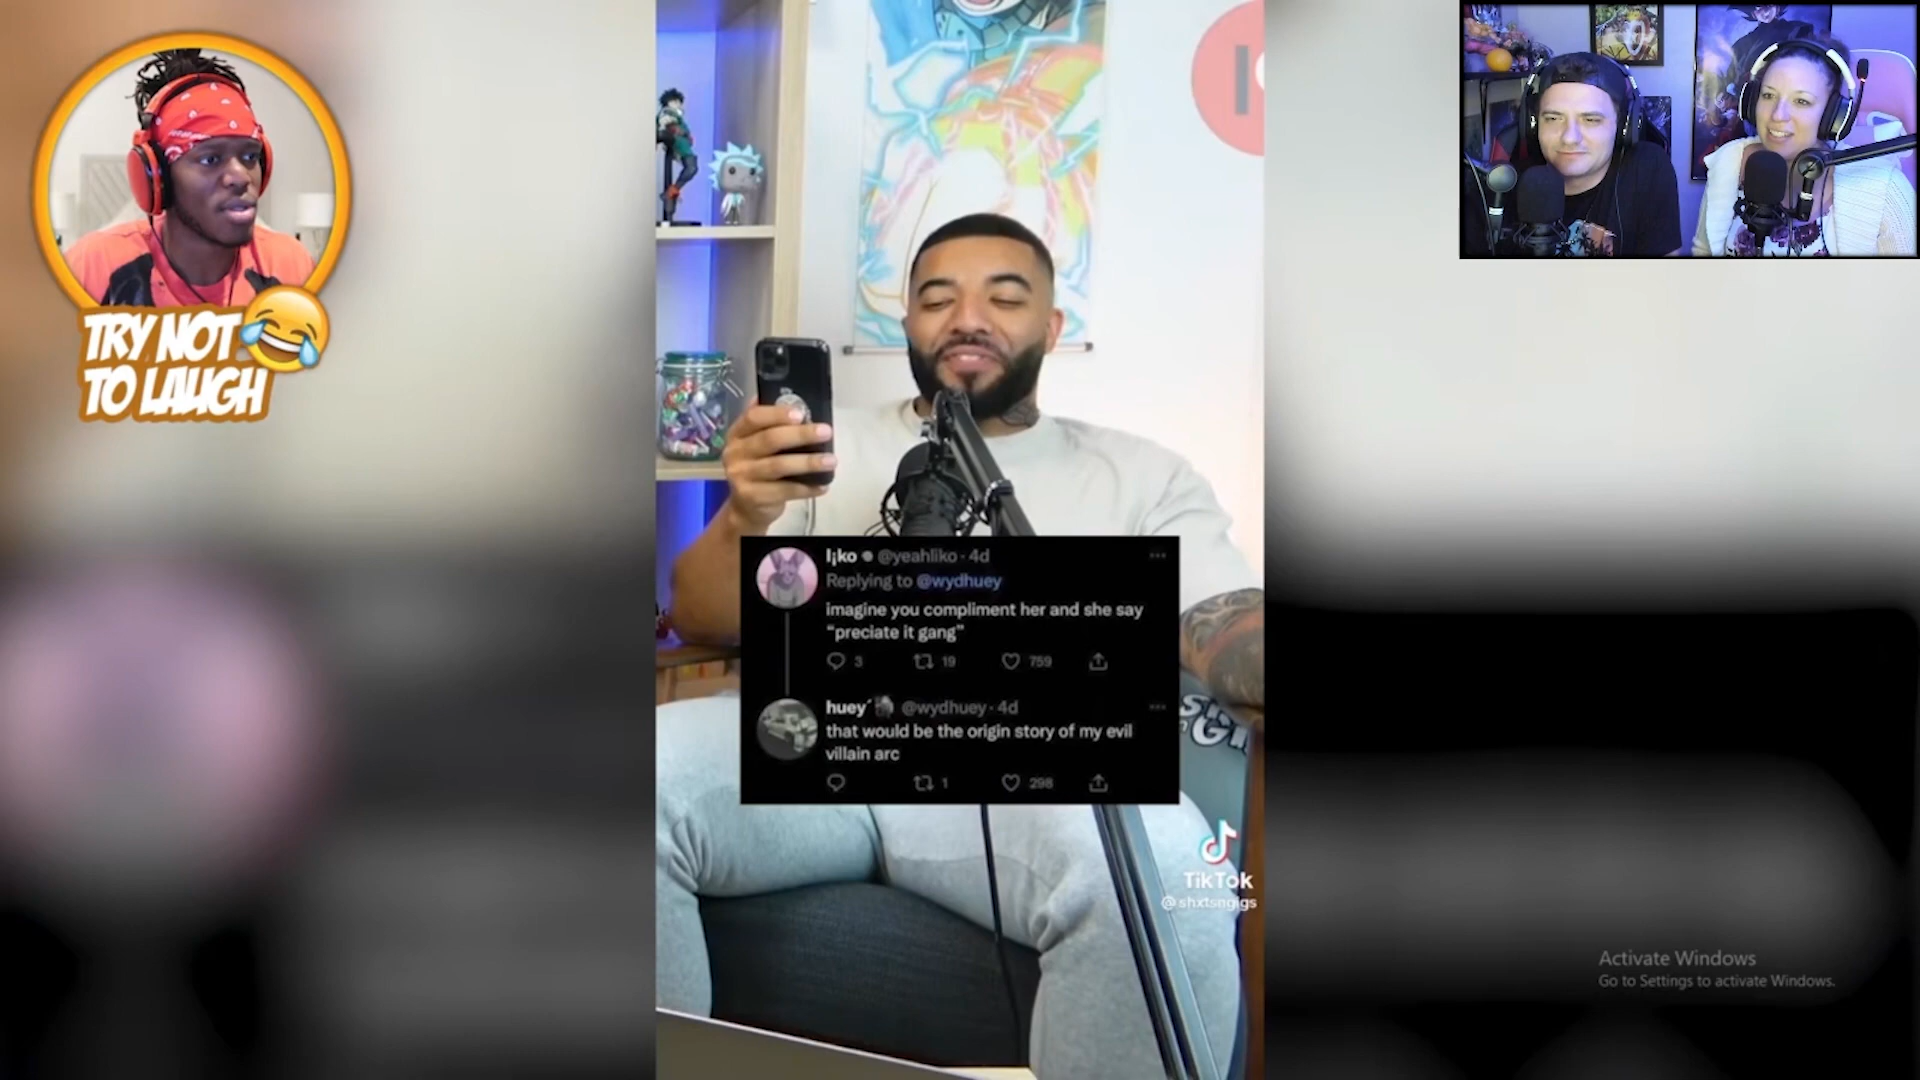 TRY NOT
TO LAUGH
l¡ko @yeahliko · 4d
Replying to @wydhuey
imagine you compliment her and she say
“preciate it gang”
3 19 759
huey´ @wydhuey · 4d
that would be the origin story of my evil
villain arc
1 298
TikTok
@shxtsngigs
Activate Windows
Go to Settings to activate Windows.